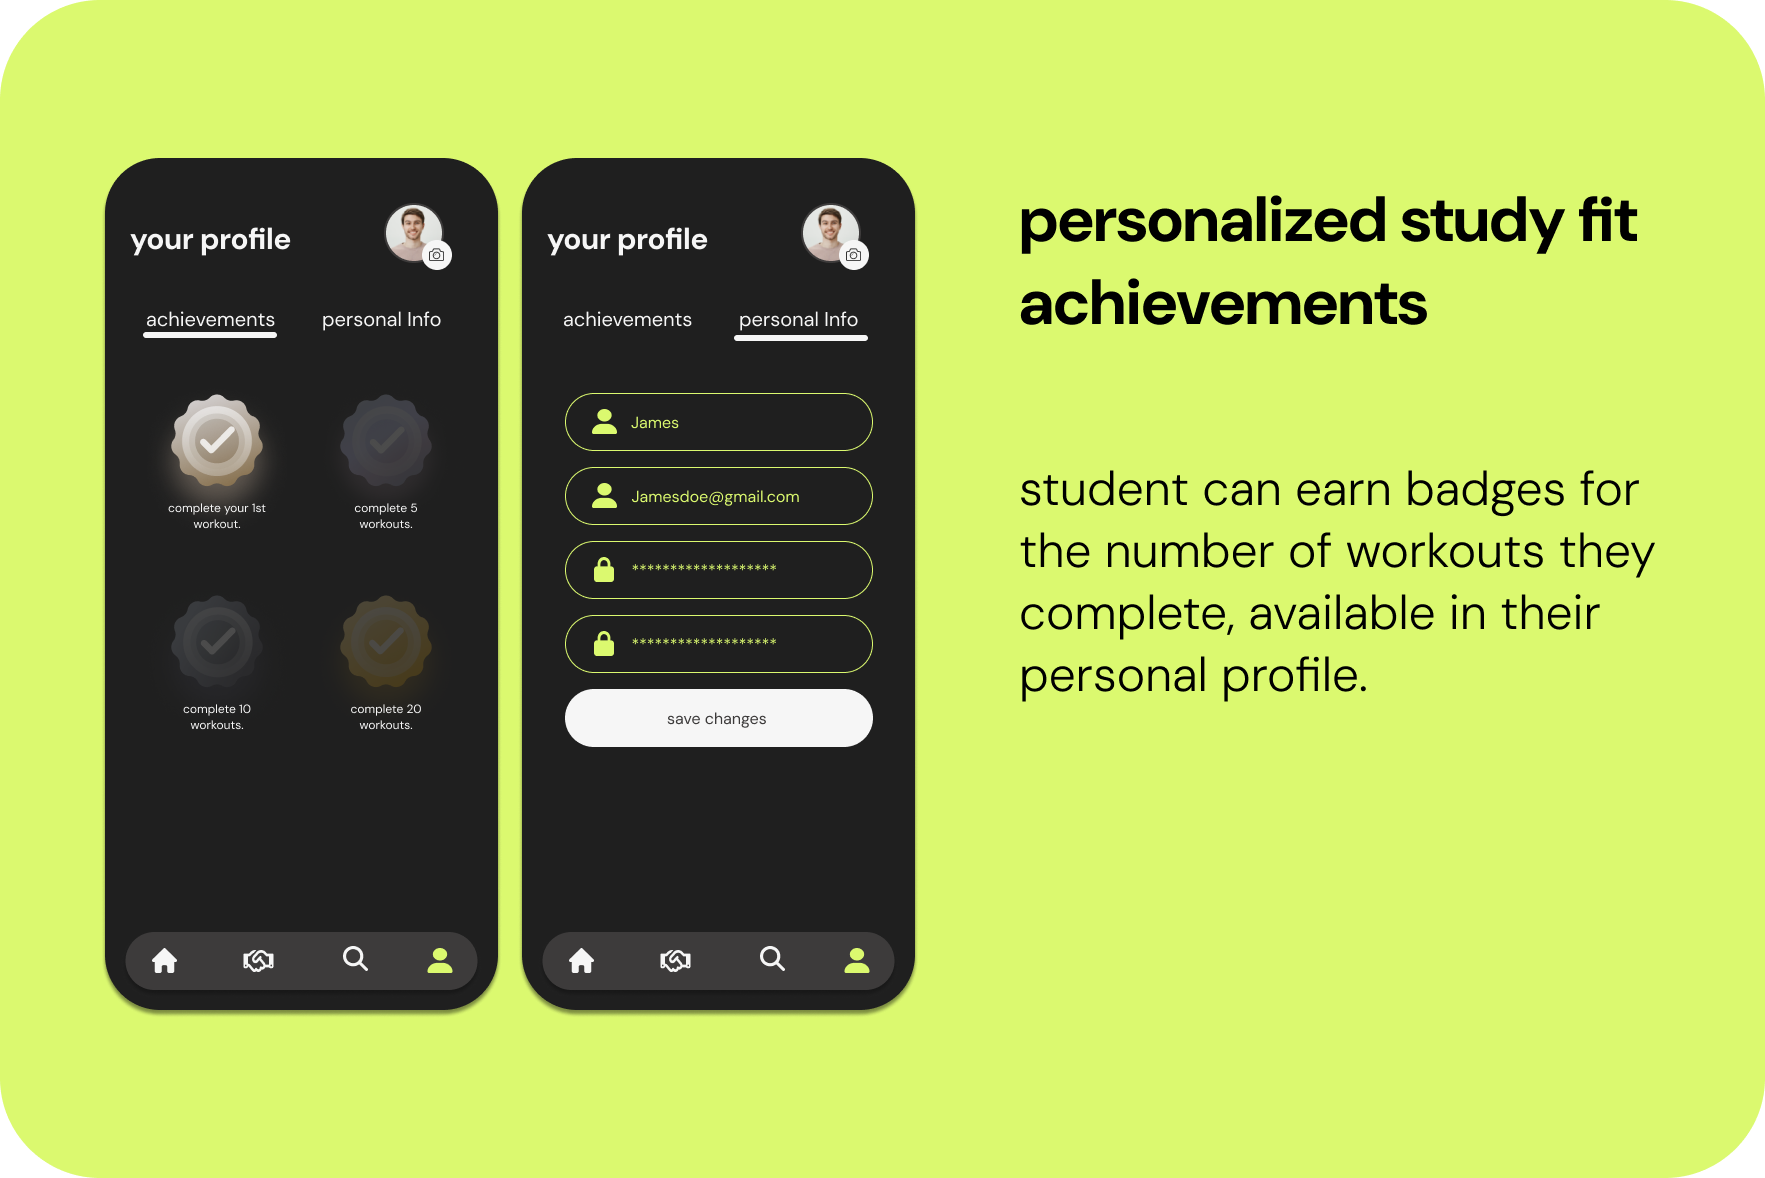 your profile
achievements
personal Info
complete your 1st
workout.
complete 5
workouts.
complete 10
workouts.
complete 20
workouts.
your profile
achievements
personal Info
James
Jamesdoe@gmail.com
*******************
*******************
save changes
personalized study fit
achievements
student can earn badges for
the number of workouts they
complete, available in their
personal profile.